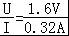 U/I = 1.6V/0.32A